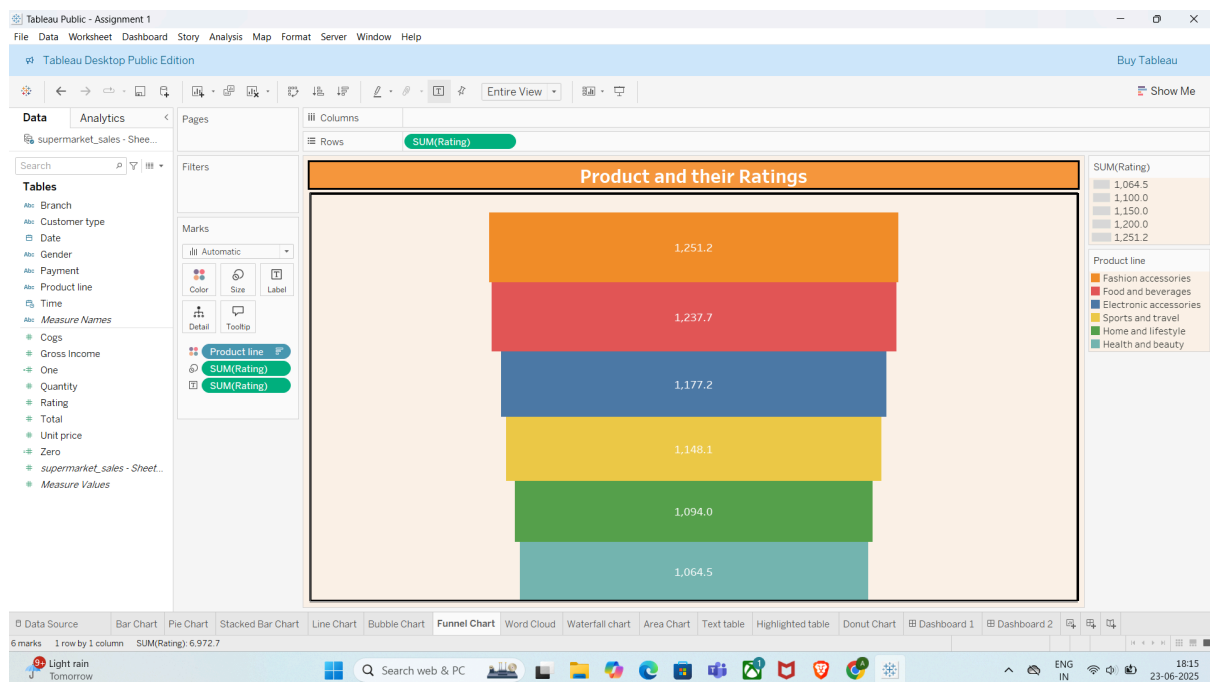 Tableau Public - Assignment 1
File Data Worksheet Dashboard Story Analysis Map Format Server Window Help
Tableau Desktop Public Edition
Buy Tableau
Entire View
Show Me
Data Analytics
supermarket_sales - Shee...
Search
Tables
Abc Branch
Abc Customer type
Date
Abc Gender
Abc Payment
Abc Product line
Time
Abc Measure Names
# Cogs
# Gross Income
=# One
# Quantity
# Rating
# Total
# Unit price
=# Zero
# supermarket_sales - Sheet...
# Measure Values
Pages
Filters
Marks
Automatic
Color Size Label
Detail Tooltip
Product line
SUM(Rating)
SUM(Rating)
Columns
Rows
SUM(Rating)
Product and their Ratings
1,251.2
1,237.7
1,177.2
1,148.1
1,094.0
1,064.5
SUM(Rating)
1,064.5
1,100.0
1,150.0
1,200.0
1,251.2
Product line
Fashion accessories
Food and beverages
Electronic accessories
Sports and travel
Home and lifestyle
Health and beauty
Data Source Bar Chart Pie Chart Stacked Bar Chart Line Chart Bubble Chart Funnel Chart Word Cloud Waterfall chart Area Chart Text table Highlighted table Donut Chart Dashboard 1 Dashboard 2
6 marks 1 row by 1 column SUM(Rating): 6,972.7
9+
Light rain
Tomorrow
Search web & PC
1
A
ENG
IN
18:15
23-06-2025